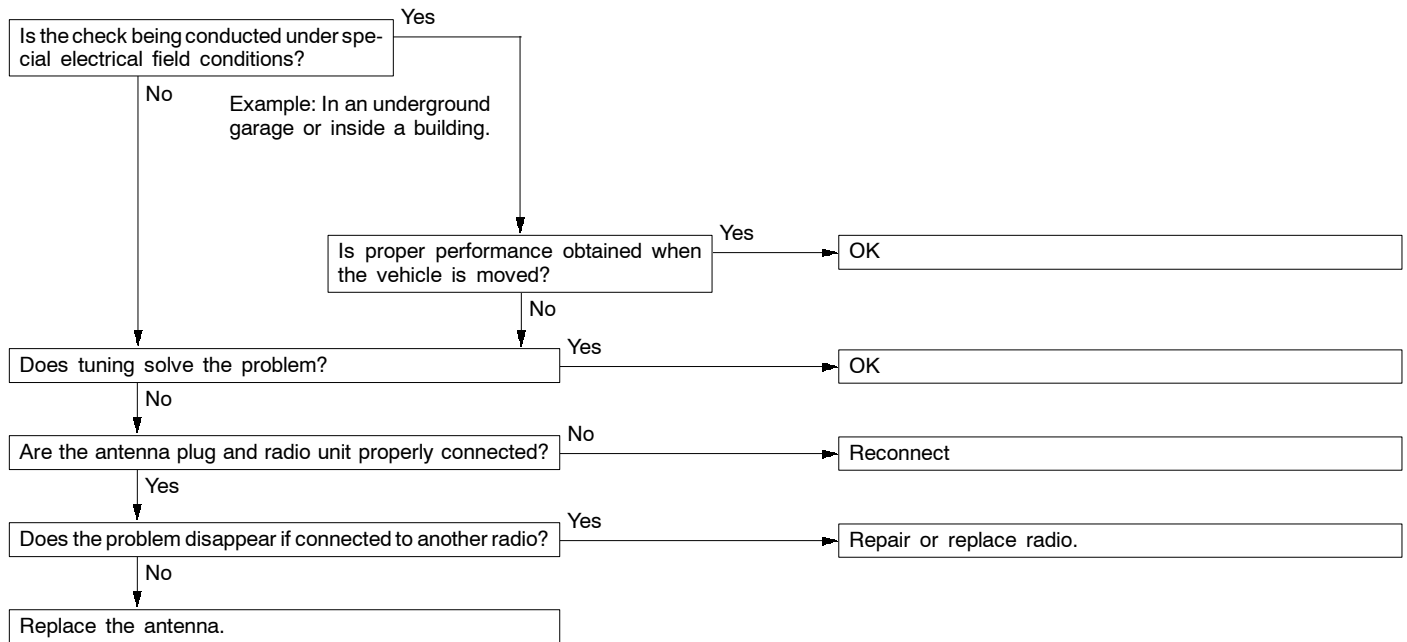 Yes
Is the check being conducted under spe-
cial electrical field conditions?
No
Example: In an underground
garage or inside a building.
Is proper performance obtained when
the vehicle is moved?
Yes
OK
No
Does tuning solve the problem?
Yes
OK
No
Are the antenna plug and radio unit properly connected?
No
Reconnect
Yes
Does the problem disappear if connected to another radio?
Yes
Repair or replace radio.
No
Replace the antenna.